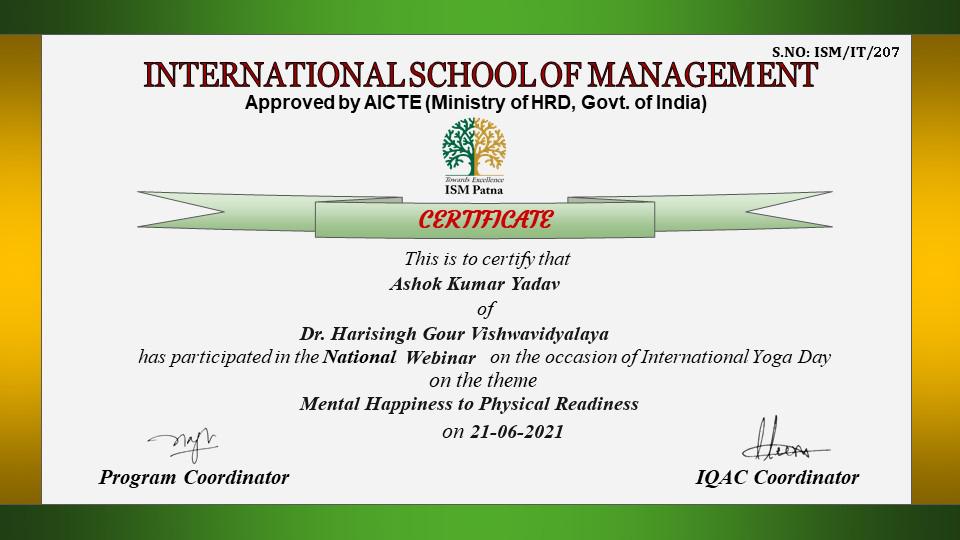 S.NO: ISM/IT/207
INTERNATIONAL SCHOOL OF MANAGEMENT
Approved by AICTE (Ministry of HRD, Govt. of India)
Towards Excellence
ISM Patna
CERTIFICATE
This is to certify that
Ashok Kumar Yadav
of
Dr. Harisingh Gour Vishwavidyalaya
has participated in the National Webinar on the occasion of International Yoga Day
on the theme
Mental Happiness to Physical Readiness
on 21-06-2021
Program Coordinator IQAC Coordinator